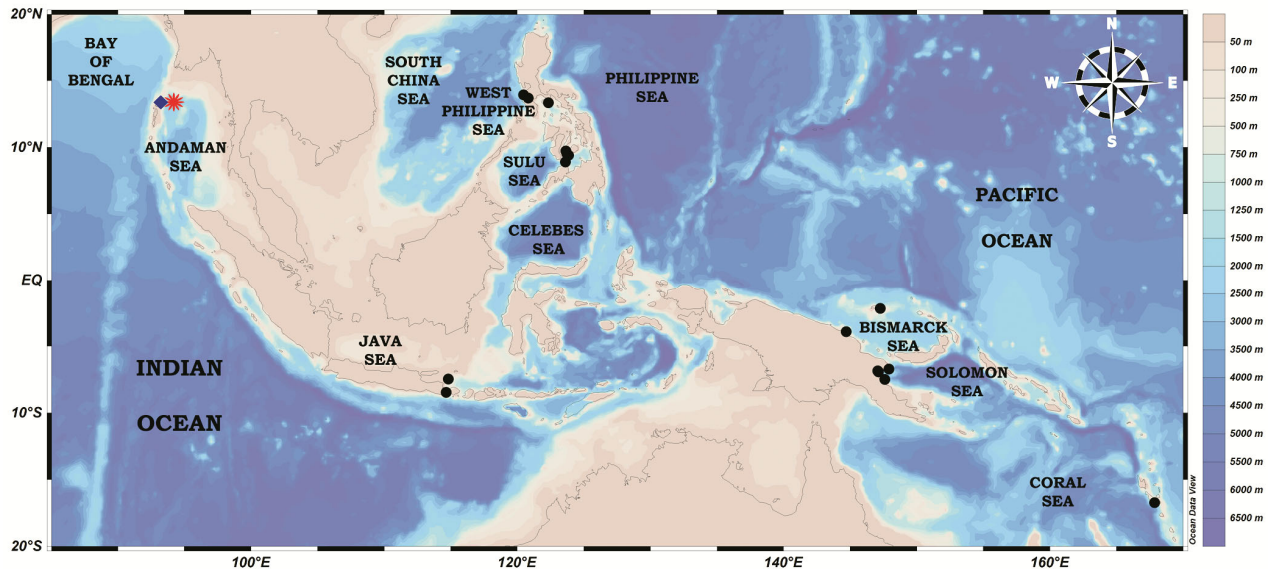 20°N
10°N
EQ
10°S
20°S
BAY
OF
BENGAL
ANDAMAN
SEA
SOUTH
CHINA
SEA
WEST
PHILIPPINE
SEA
PHILIPPINE
SEA
SULU
SEA
CELEBES
SEA
PACIFIC
OCEAN
JAVA
SEA
INDIAN
OCEAN
BISMARCK
SEA
SOLOMON
SEA
CORAL
SEA
N
W
E
S
100°E
120°E
140°E
160°E
Ocean Data View
50 m
100 m
250 m
500 m
750 m
1000 m
1250 m
1500 m
2000 m
2500 m
3000 m
3500 m
4000 m
4500 m
5000 m
5500 m
6000 m
6500 m